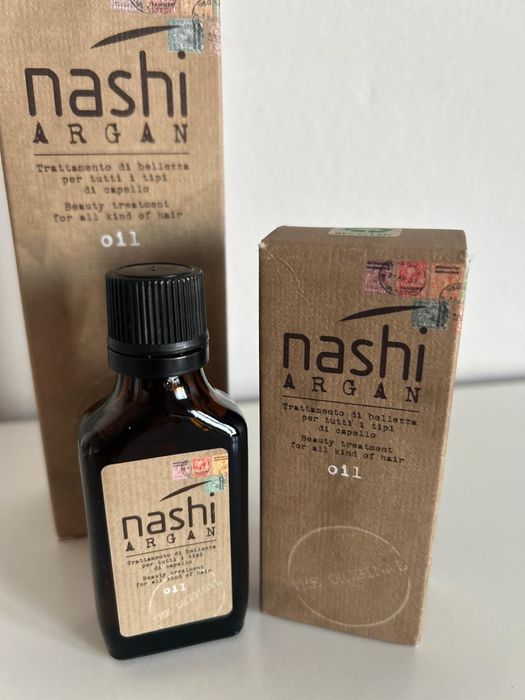 nashi
ARGAN
Trattamento di bellezza
per tutti i tipi
di capello
Beauty treatment
for all kind of hair
oil
nashi
ARGAN
Trattamento di bellezza
per tutti i tipi
di capello
Beauty treatment
for all kind of hair
oil
nashi
ARGAN
Trattamento di bellezza
per tutti i tipi
di capello
Beauty treatment
for all kind of hair
oil